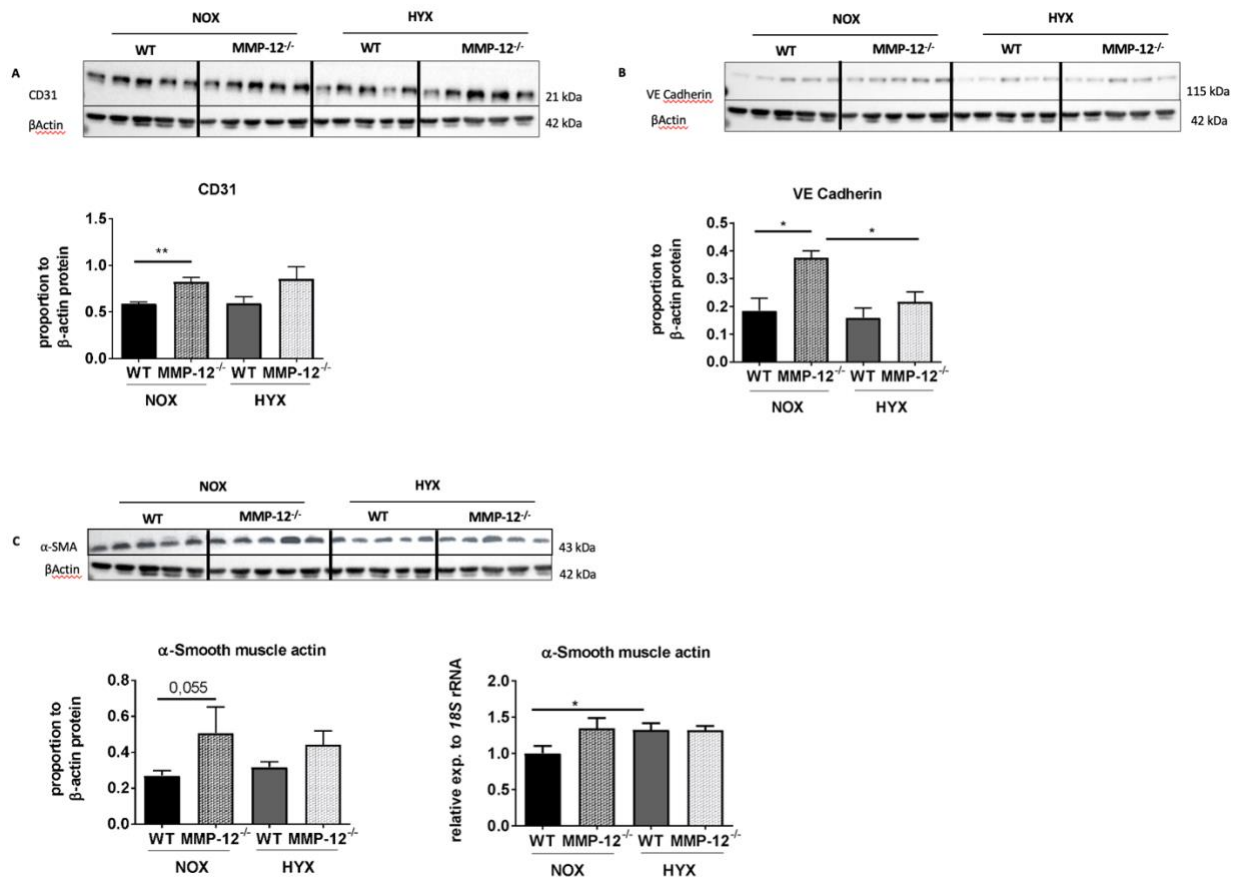 NOX HYX
WT MMP-12-/- WT MMP-12-/-
A
CD31 21 kDa
βActin 42 kDa
CD31
proportion to
β-actin protein
1.5
1.0
0.5
0.0
**
WT MMP-12-/- WT MMP-12-/-
NOX HYX
NOX HYX
WT MMP-12-/- WT MMP-12-/-
B
VE Cadherin 115 kDa
βActin 42 kDa
VE Cadherin
proportion to
β-actin protein
0.5
0.4
0.3
0.2
0.1
0.0
* *
WT MMP-12-/- WT MMP-12-/-
NOX HYX
NOX HYX
WT MMP-12-/- WT MMP-12-/-
C
α-SMA 43 kDa
βActin 42 kDa
α-Smooth muscle actin
proportion to
β-actin protein
0.8
0.6
0.4
0.2
0.0
0,055
WT MMP-12-/- WT MMP-12-/-
NOX HYX
α-Smooth muscle actin
relative exp. to 18S rRNA
2.0
1.5
1.0
0.5
0.0
*
WT MMP-12-/- WT MMP-12-/-
NOX HYX